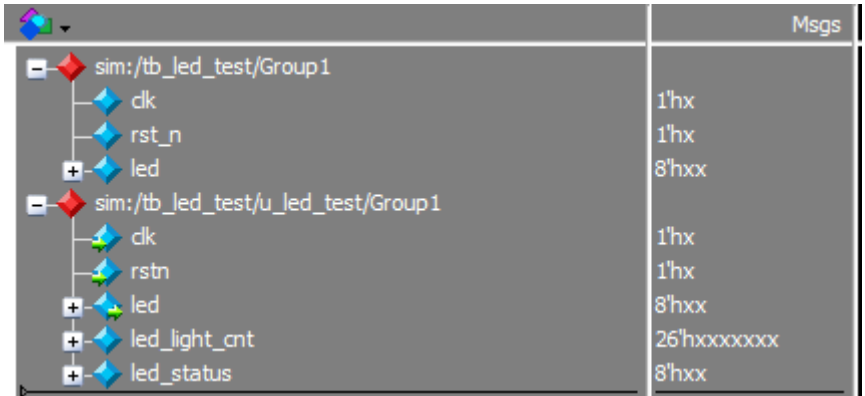 Msgs
sim:/tb_led_test/Group1
clk 1'hx
rst_n 1'hx
led 8'hxx
sim:/tb_led_test/u_led_test/Group1
clk 1'hx
rstn 1'hx
led 8'hxx
led_light_cnt 26'hxxxxxxx
led_status 8'hxx